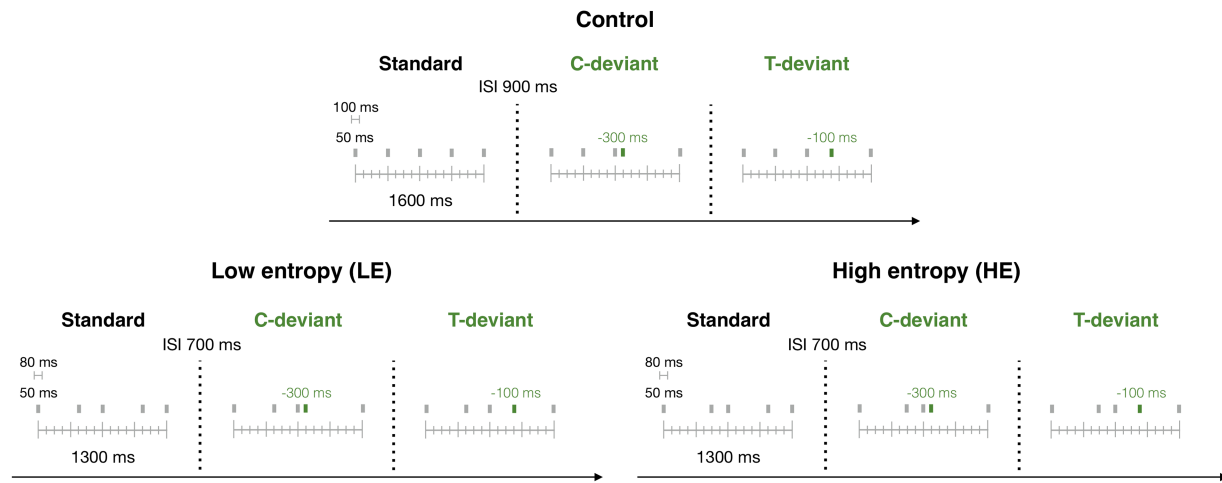 Control
Standard C-deviant T-deviant
ISI 900 ms
100 ms
50 ms -300 ms -100 ms
1600 ms
Low entropy (LE)
Standard C-deviant T-deviant
ISI 700 ms
80 ms
50 ms -300 ms -100 ms
1300 ms
High entropy (HE)
Standard C-deviant T-deviant
ISI 700 ms
80 ms
50 ms -300 ms -100 ms
1300 ms